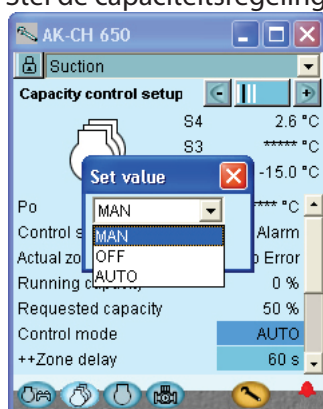 Stel de capaciteitsregeling
AK-CH 650
Suction
Capacity control setup
S4 2.6 °C
S3 ***** °C
-15.0 °C
Set value
MAN
MAN
OFF
AUTO
Po °C
Control Alarm
Actual Error
Running 0 %
Requested capacity 50 %
Control mode AUTO
++Zone delay 60 s